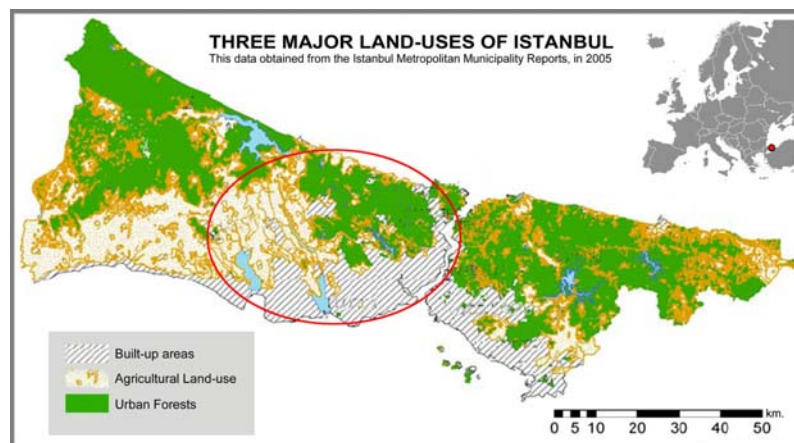 THREE MAJOR LAND-USES OF ISTANBUL
This data obtained from the Istanbul Metropolitan Municipality Reports, in 2005
Built-up areas
Agricultural Land-use
Urban Forests
km.
0 2 5 10 20 30 40 50